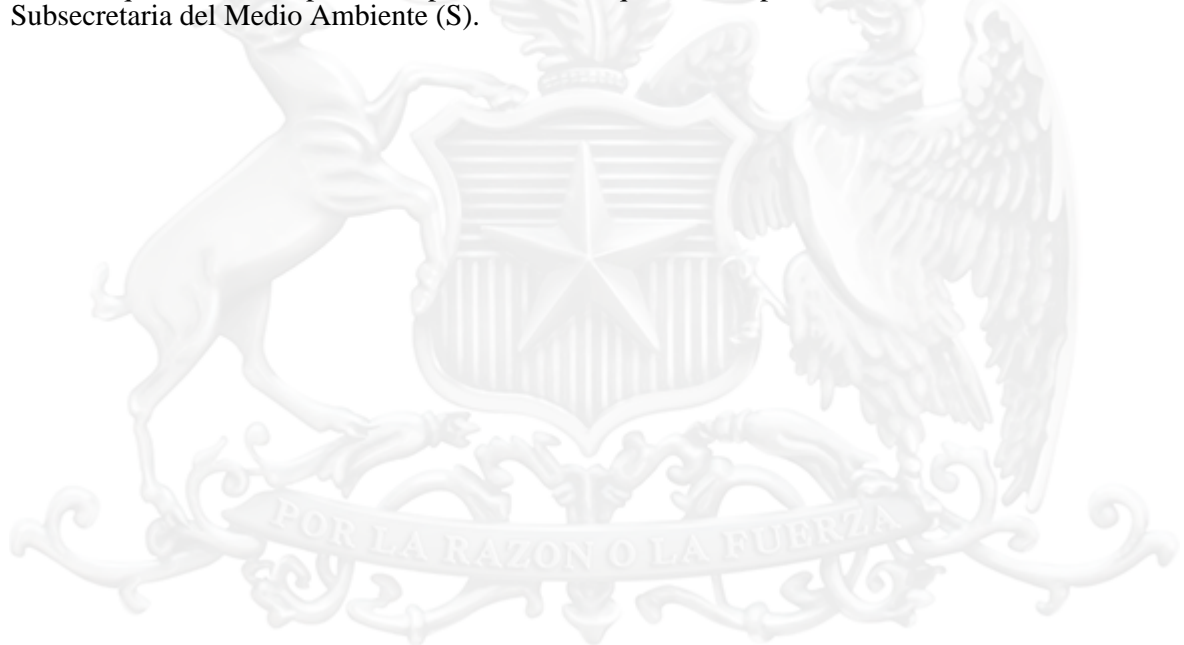 Subsecretaria del Medio Ambiente (S).
POR LA RAZON O LA FUERZA